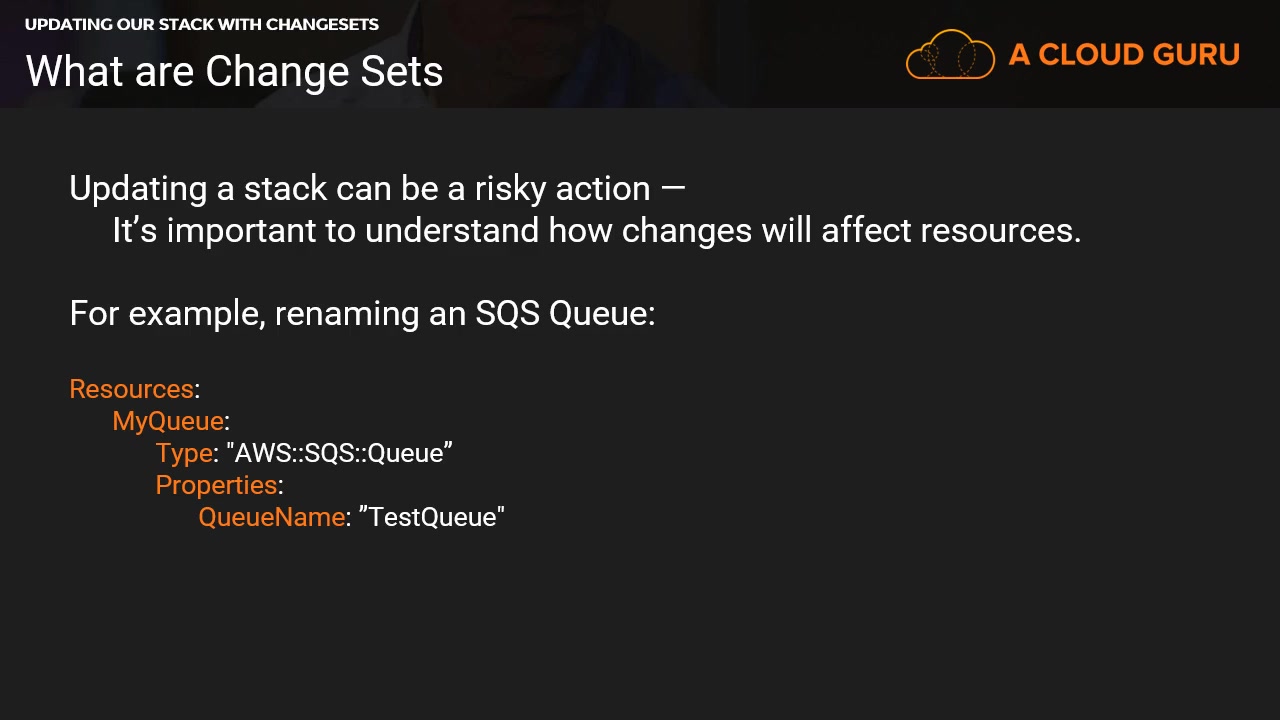 UPDATING OUR STACK WITH CHANGESETS
What are Change Sets
A CLOUD GURU
Updating a stack can be a risky action —
It’s important to understand how changes will affect resources.
For example, renaming an SQS Queue:
Resources:
MyQueue:
Type: "AWS::SQS::Queue”
Properties:
QueueName: ”TestQueue"